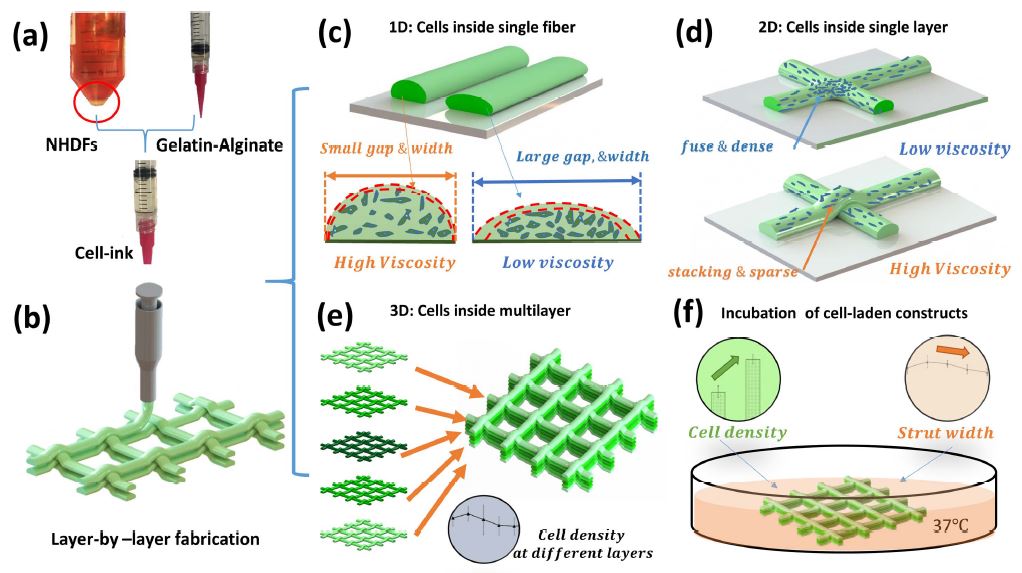 (a)
NHDFs
Gelatin-Alginate
Cell-ink
(b)
Layer-by –layer fabrication
(c)
1D: Cells inside single fiber
Small gap & width
Large gap, &width
High Viscosity
Low viscosity
(d)
2D: Cells inside single layer
fuse & dense
Low viscosity
stacking & sparse
High Viscosity
(e)
3D: Cells inside multilayer
Cell density
at different layers
(f)
Incubation of cell-laden constructs
Cell density
Strut width
37℃